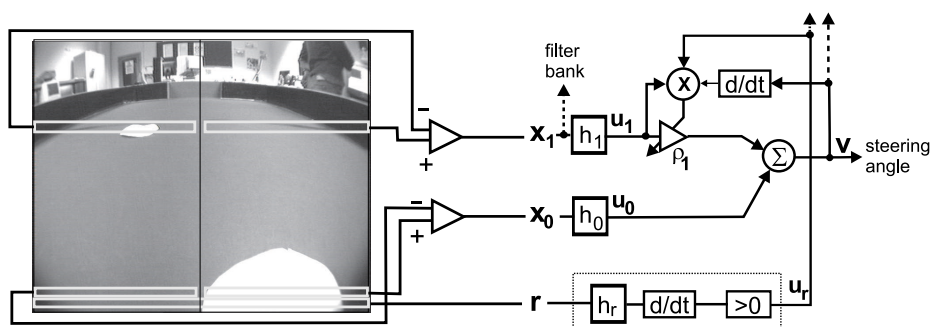 filter
bank
−
+
x1
h1
u1
X
d/dt
ρ1
Σ
v
steering
angle
−
+
x0
h0
u0
r
hr
d/dt
>0
ur